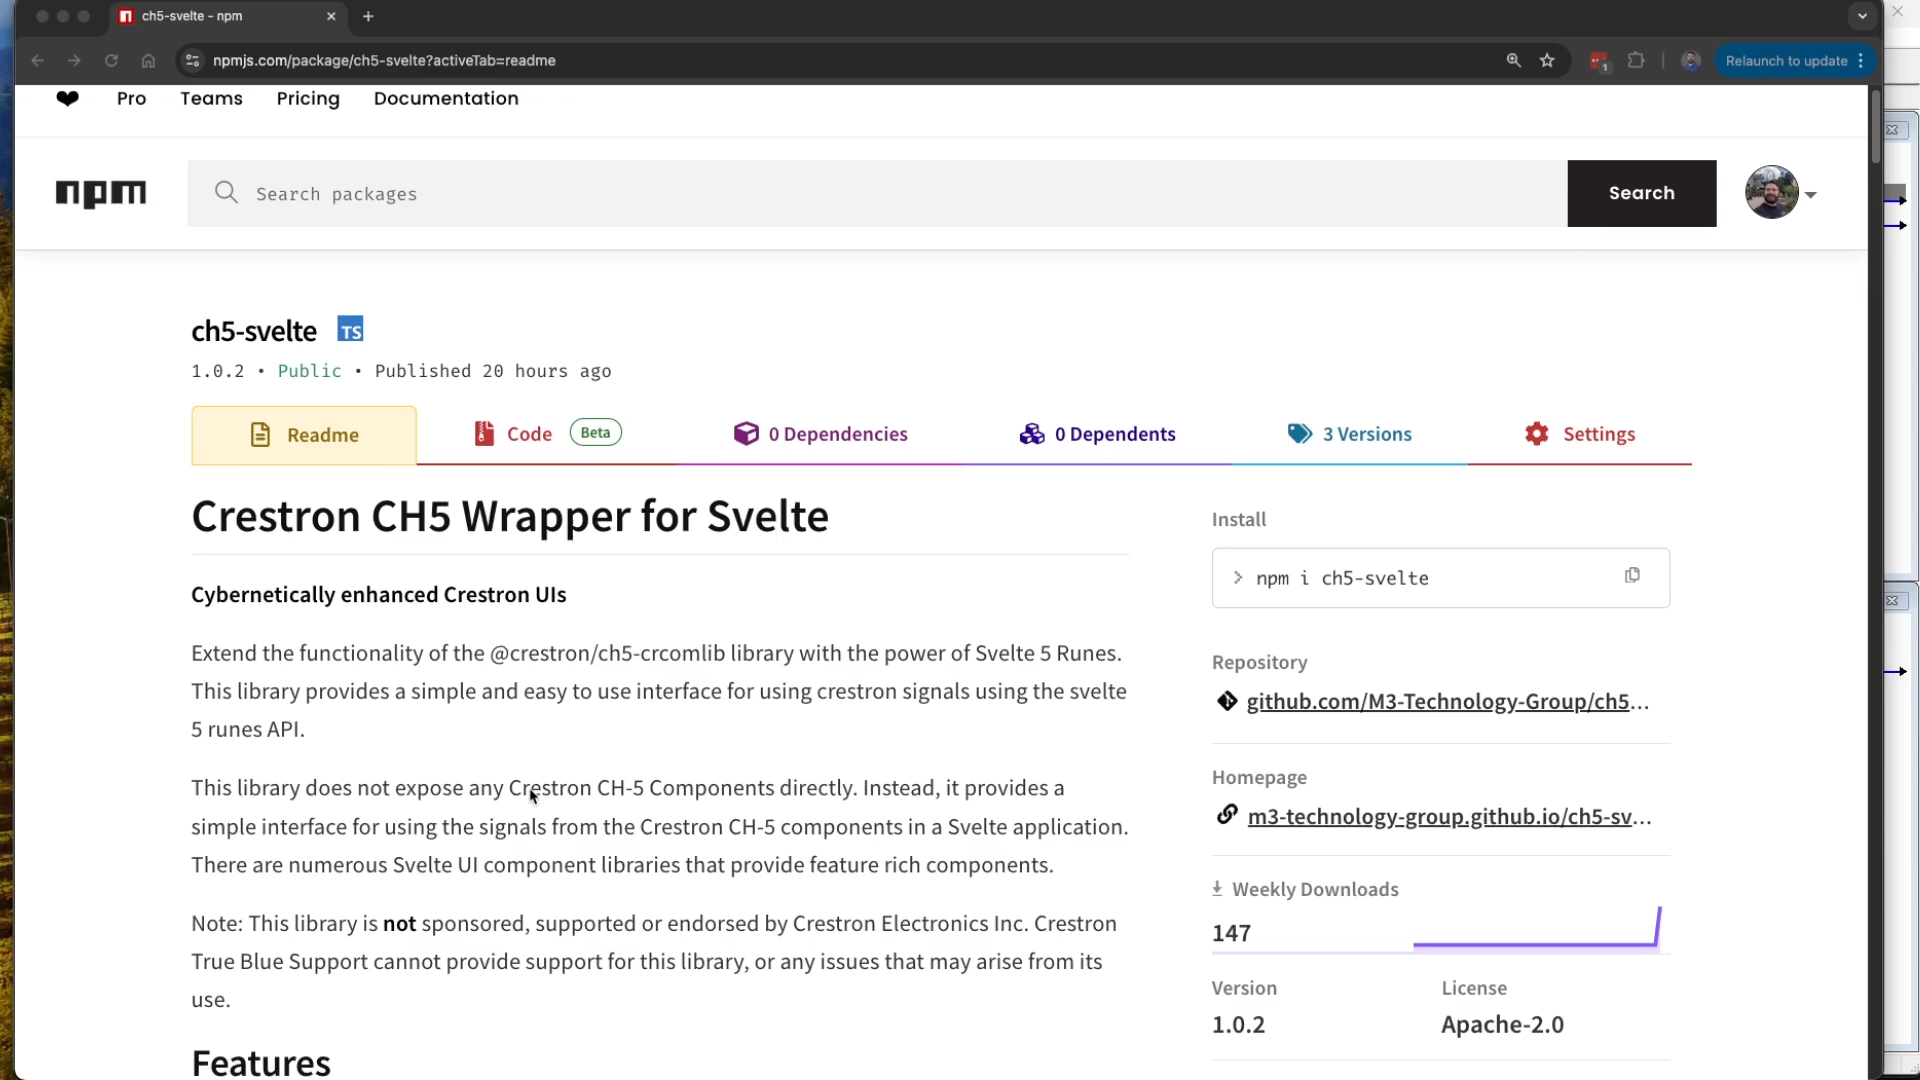 ch5-svelte - npm
npmjs.com/package/ch5-svelte?activeTab=readme
1
Relaunch to update
Pro
Teams
Pricing
Documentation
npm
Search packages
Search
ch5-svelte
TS
1.0.2 • Public • Published 20 hours ago
Readme
Code
Beta
0 Dependencies
0 Dependents
3 Versions
Settings
Crestron CH5 Wrapper for Svelte
Cybernetically enhanced Crestron UIs
Extend the functionality of the @crestron/ch5-crcomlib library with the power of Svelte 5 Runes.
This library provides a simple and easy to use interface for using crestron signals using the svelte
5 runes API.
This library does not expose any Crestron CH-5 Components directly. Instead, it provides a
simple interface for using the signals from the Crestron CH-5 components in a Svelte application.
There are numerous Svelte UI component libraries that provide feature rich components.
Note: This library is not sponsored, supported or endorsed by Crestron Electronics Inc. Crestron
True Blue Support cannot provide support for this library, or any issues that may arise from its
use.
Features
Install
> npm i ch5-svelte
Repository
github.com/M3-Technology-Group/ch5...
Homepage
m3-technology-group.github.io/ch5-sv...
Weekly Downloads
147
Version
License
1.0.2
Apache-2.0